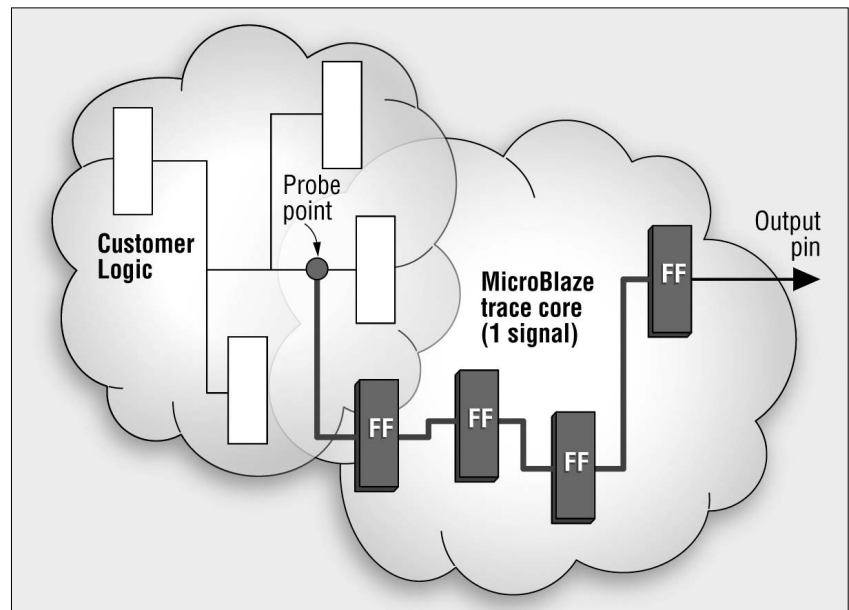 Probe
point
Customer
Logic
MicroBlaze
trace core
(1 signal)
Output
pin
FF
FF
FF
FF